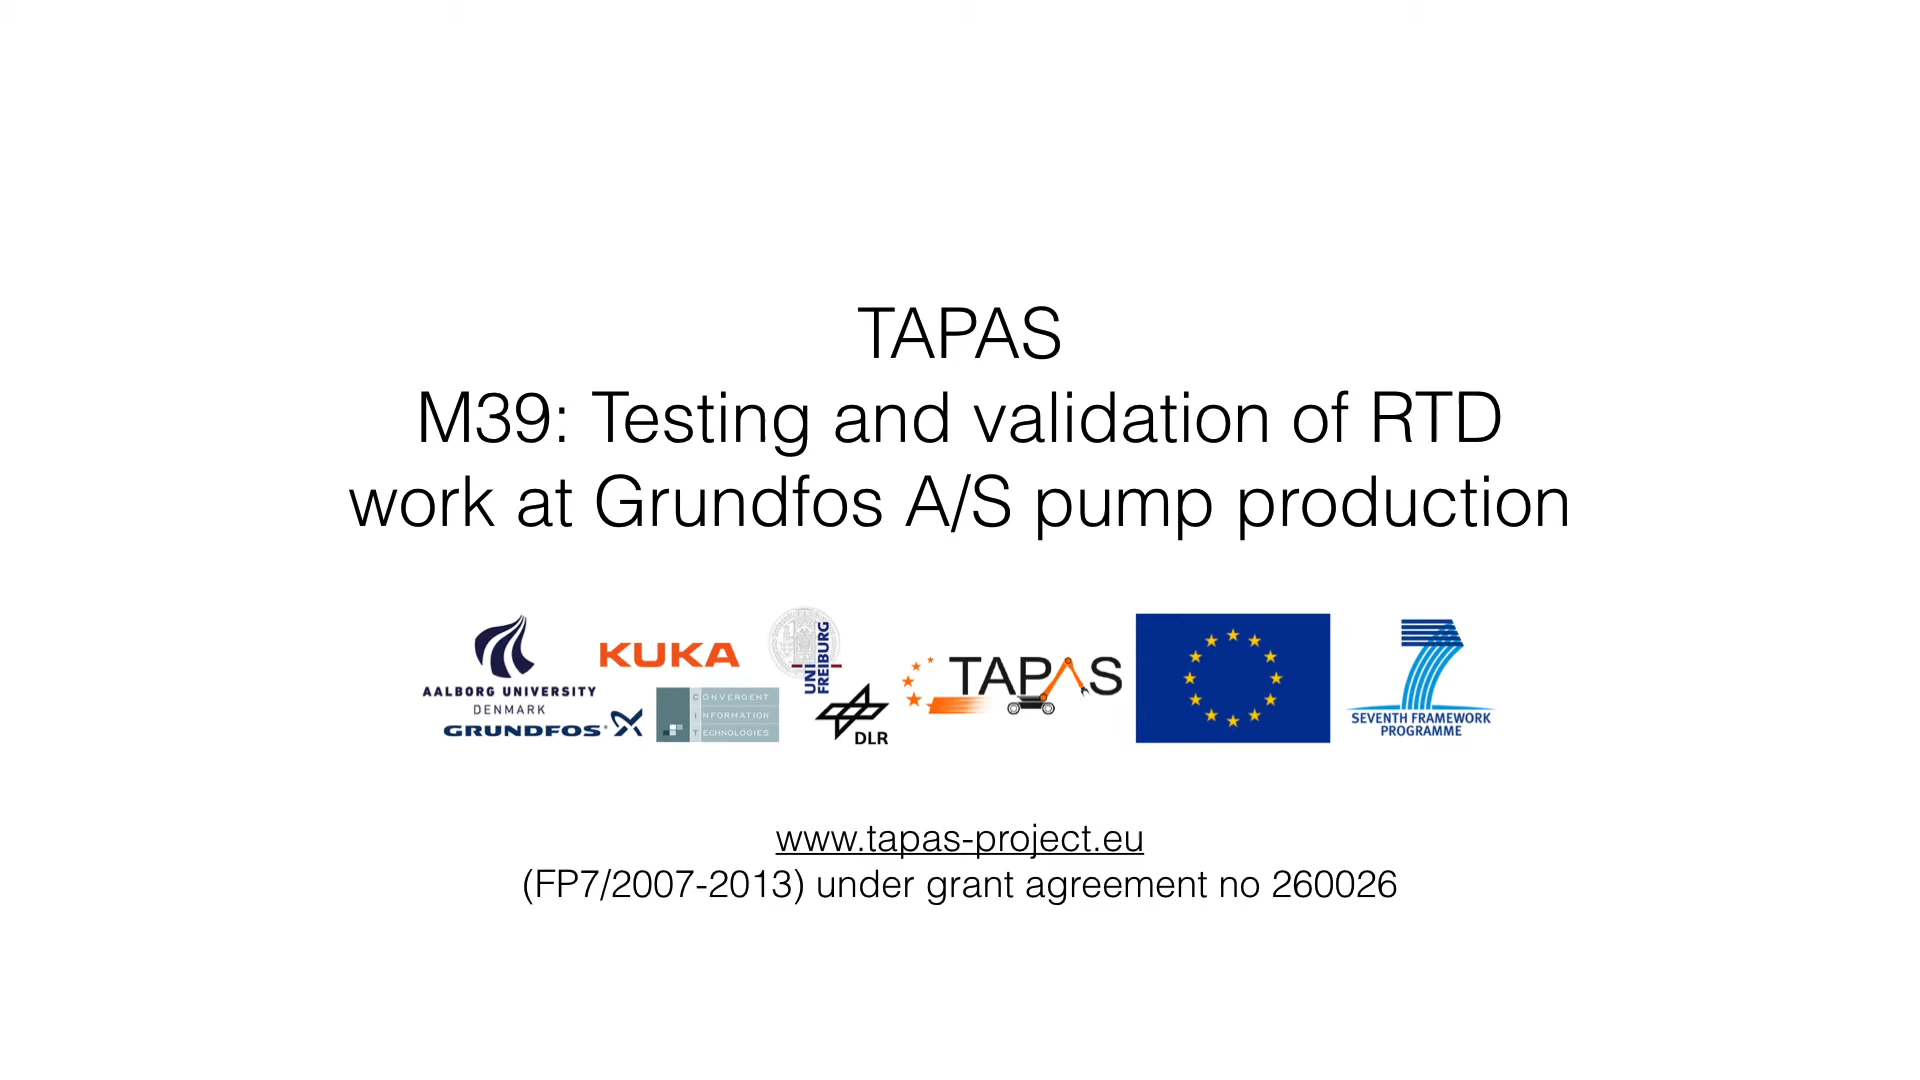 TAPAS
M39: Testing and validation of RTD
work at Grundfos A/S pump production
AALBORG UNIVERSITY
DENMARK
GRUNDFOS
KUKA
CONVERGENT
INFORMATION
TECHNOLOGIES
UNI
FREIBURG
DLR
TAPAS
SEVENTH FRAMEWORK
PROGRAMME
www.tapas-project.eu
(FP7/2007-2013) under grant agreement no 260026